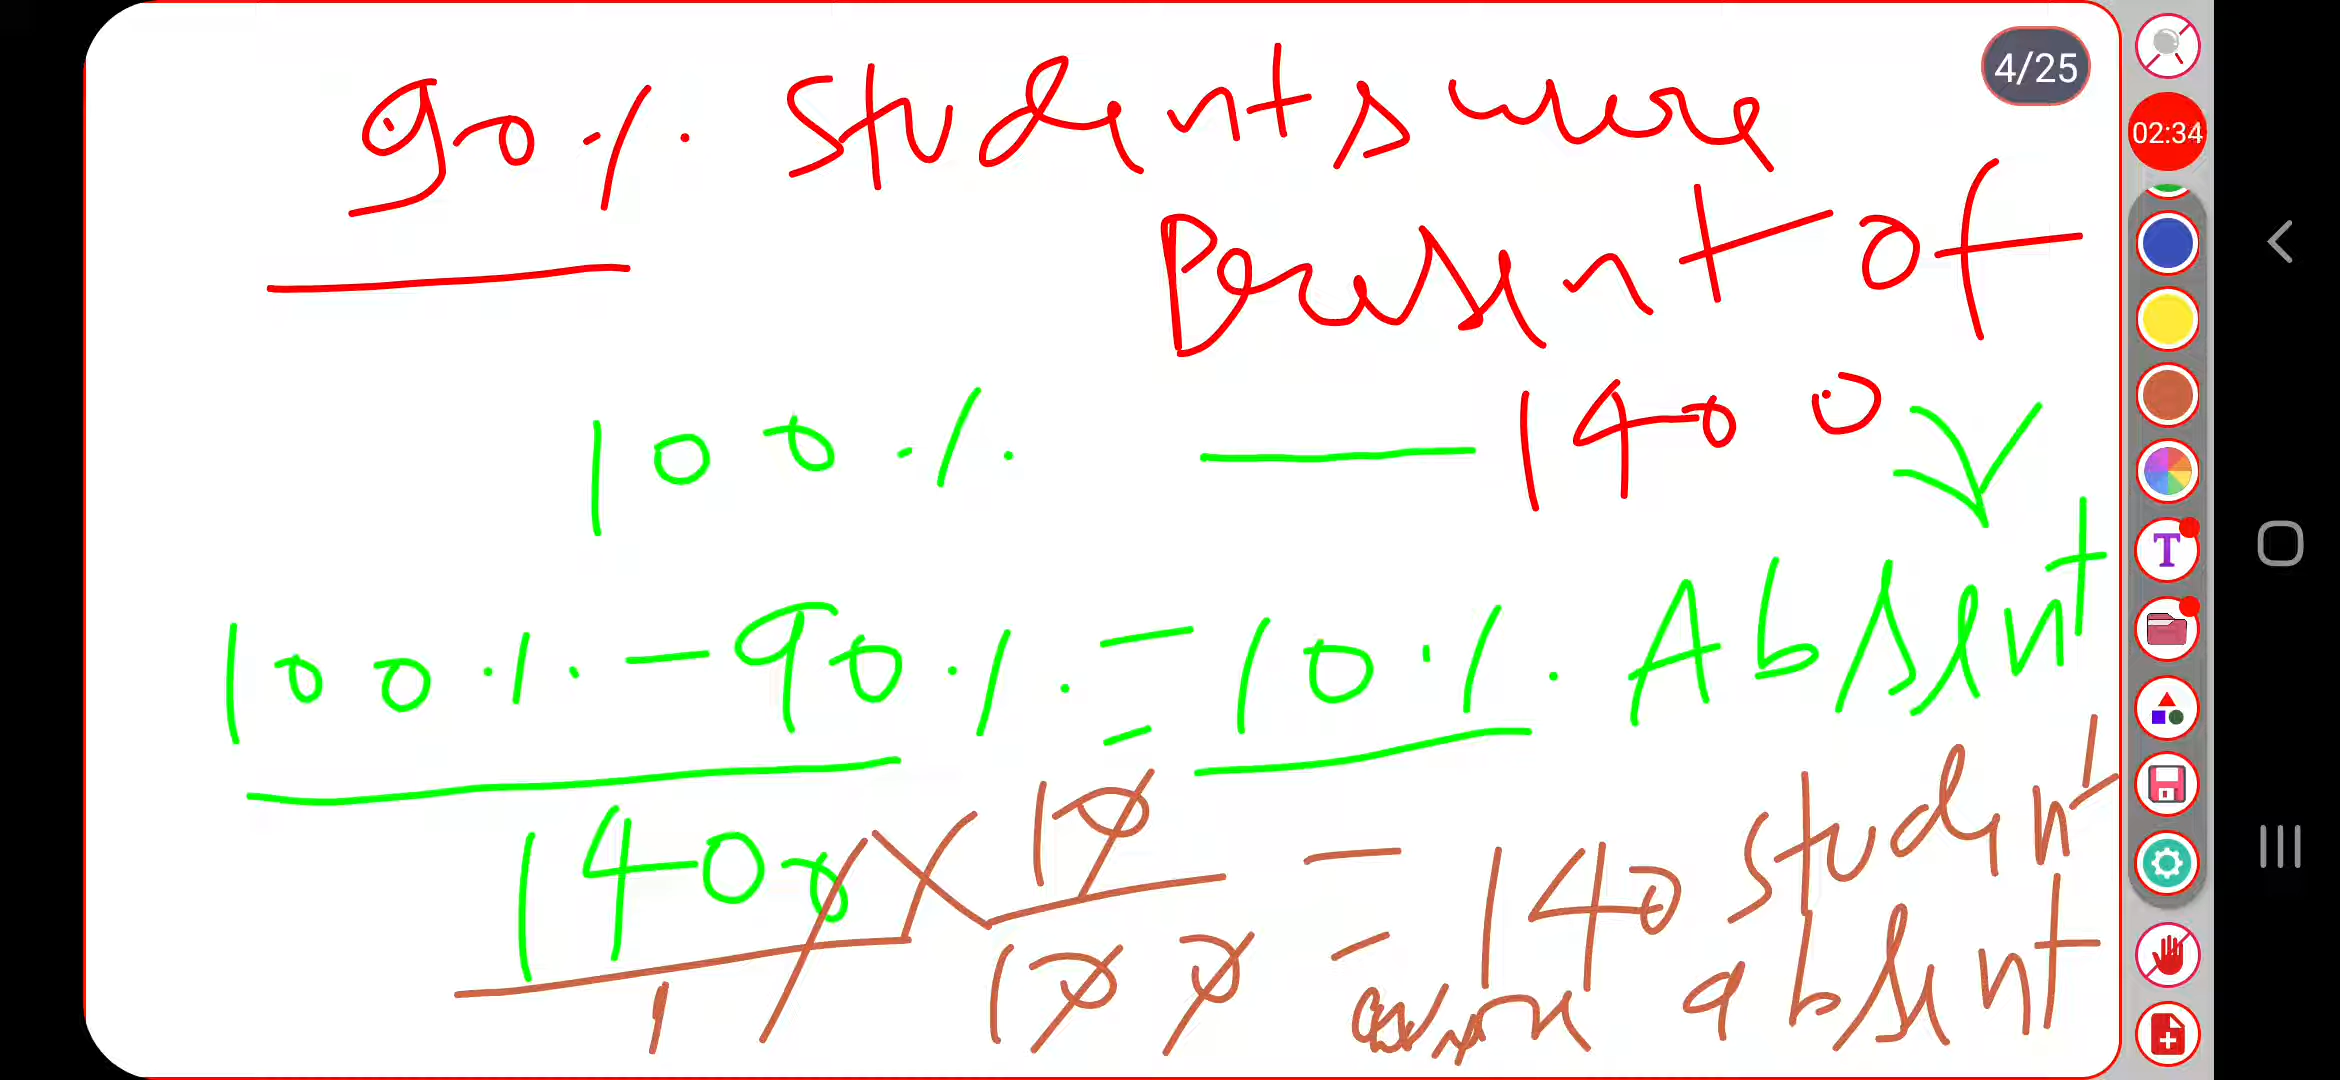 4/25
90% Students were
02:34
Present of
100% — 1400
100% - 90% = 10% Absent
T
1400/1 × 10/100 = 140 student
= absent